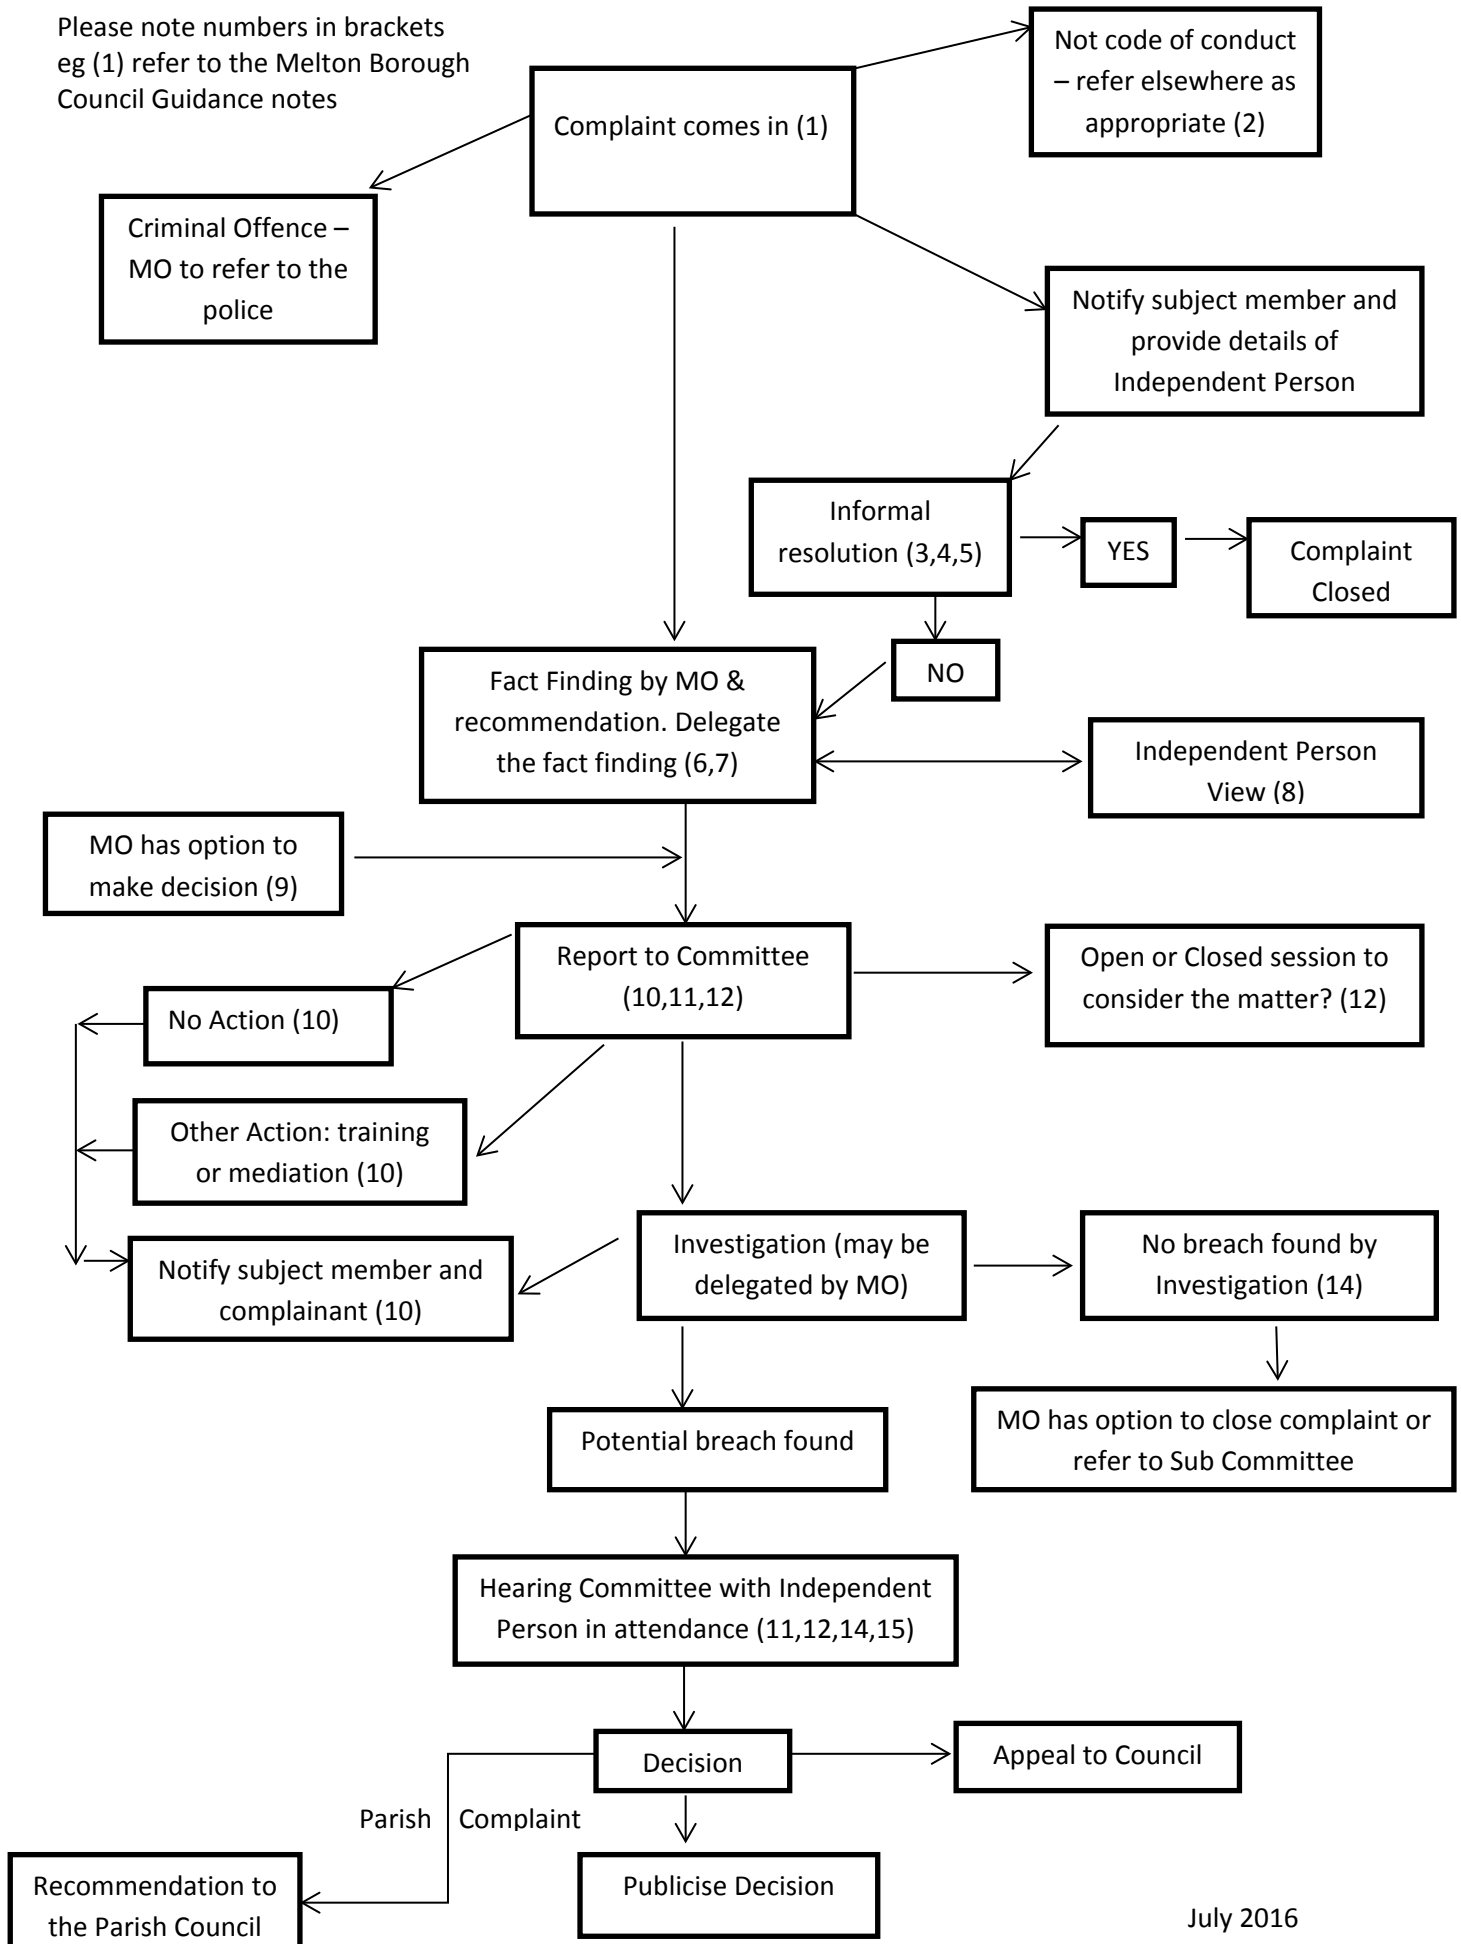 Please note numbers in brackets
eg (1) refer to the Melton Borough
Council Guidance notes
Not code of conduct
– refer elsewhere as
appropriate (2)
Complaint comes in (1)
Criminal Offence –
MO to refer to the
police
Notify subject member and
provide details of
Independent Person
Informal
resolution (3,4,5)
YES
Complaint
Closed
NO
Fact Finding by MO &
recommendation. Delegate
the fact finding (6,7)
Independent Person
View (8)
MO has option to
make decision (9)
Report to Committee
(10,11,12)
Open or Closed session to
consider the matter? (12)
No Action (10)
Other Action: training
or mediation (10)
Notify subject member and
complainant (10)
Investigation (may be
delegated by MO)
No breach found by
Investigation (14)
MO has option to close complaint or
refer to Sub Committee
Potential breach found
Hearing Committee with Independent
Person in attendance (11,12,14,15)
Decision
Appeal to Council
Parish Complaint
Recommendation to
the Parish Council
Publicise Decision
July 2016